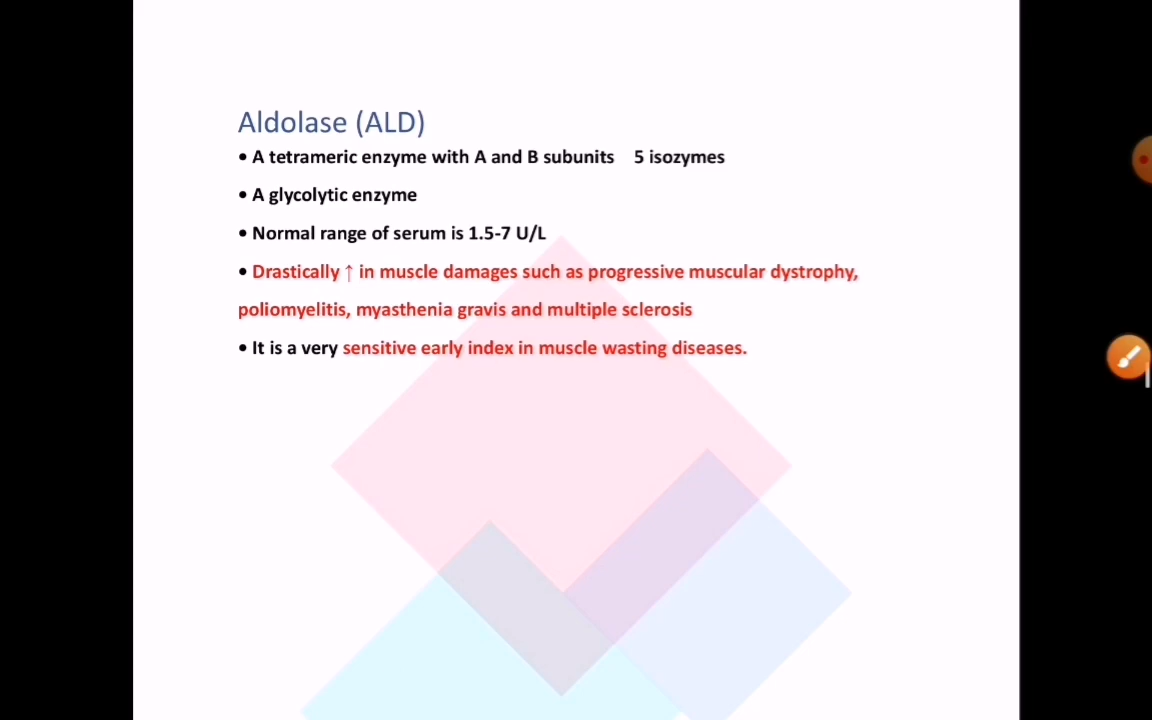 Aldolase (ALD)
• A tetrameric enzyme with A and B subunits 5 isozymes
• A glycolytic enzyme
• Normal range of serum is 1.5-7 U/L
• Drastically ↑ in muscle damages such as progressive muscular dystrophy,
poliomyelitis, myasthenia gravis and multiple sclerosis
• It is a very sensitive early index in muscle wasting diseases.